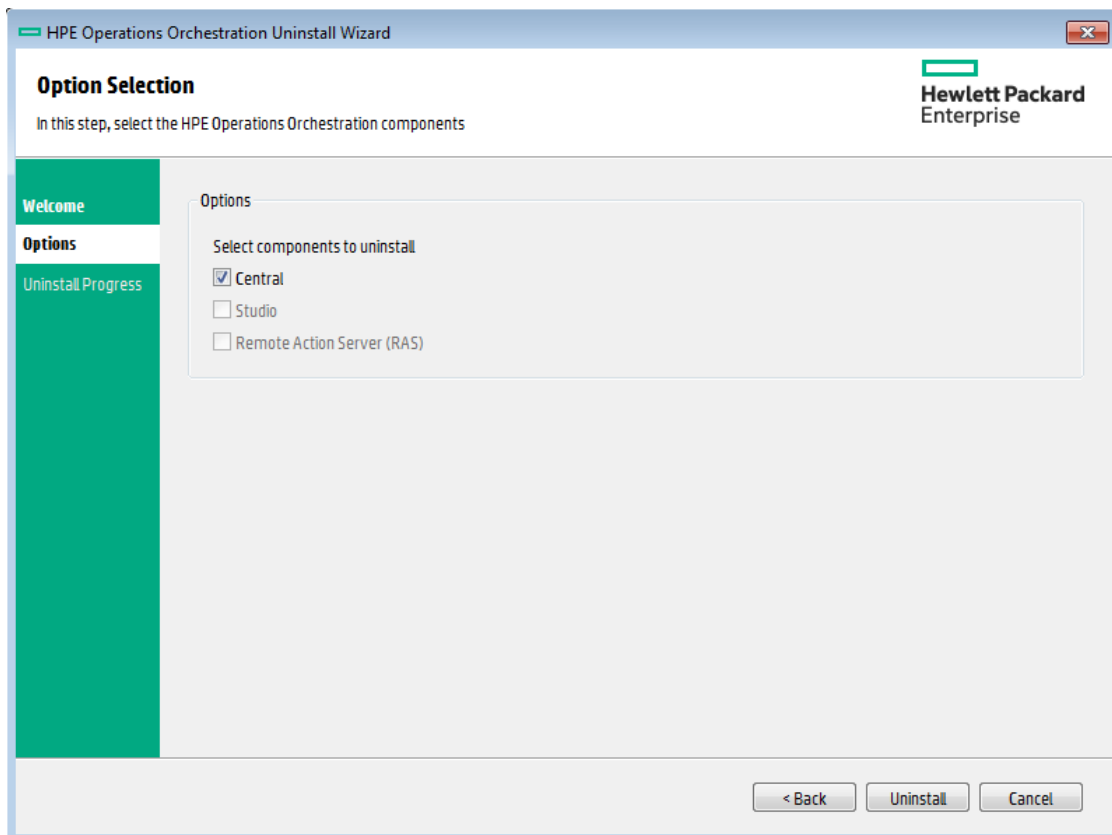 HPE Operations Orchestration Uninstall Wizard
Option Selection
In this step, select the HPE Operations Orchestration components
Hewlett Packard
Enterprise
Welcome
Options
Uninstall Progress
Options
Select components to uninstall
Central
Studio
Remote Action Server (RAS)
< Back
Uninstall
Cancel